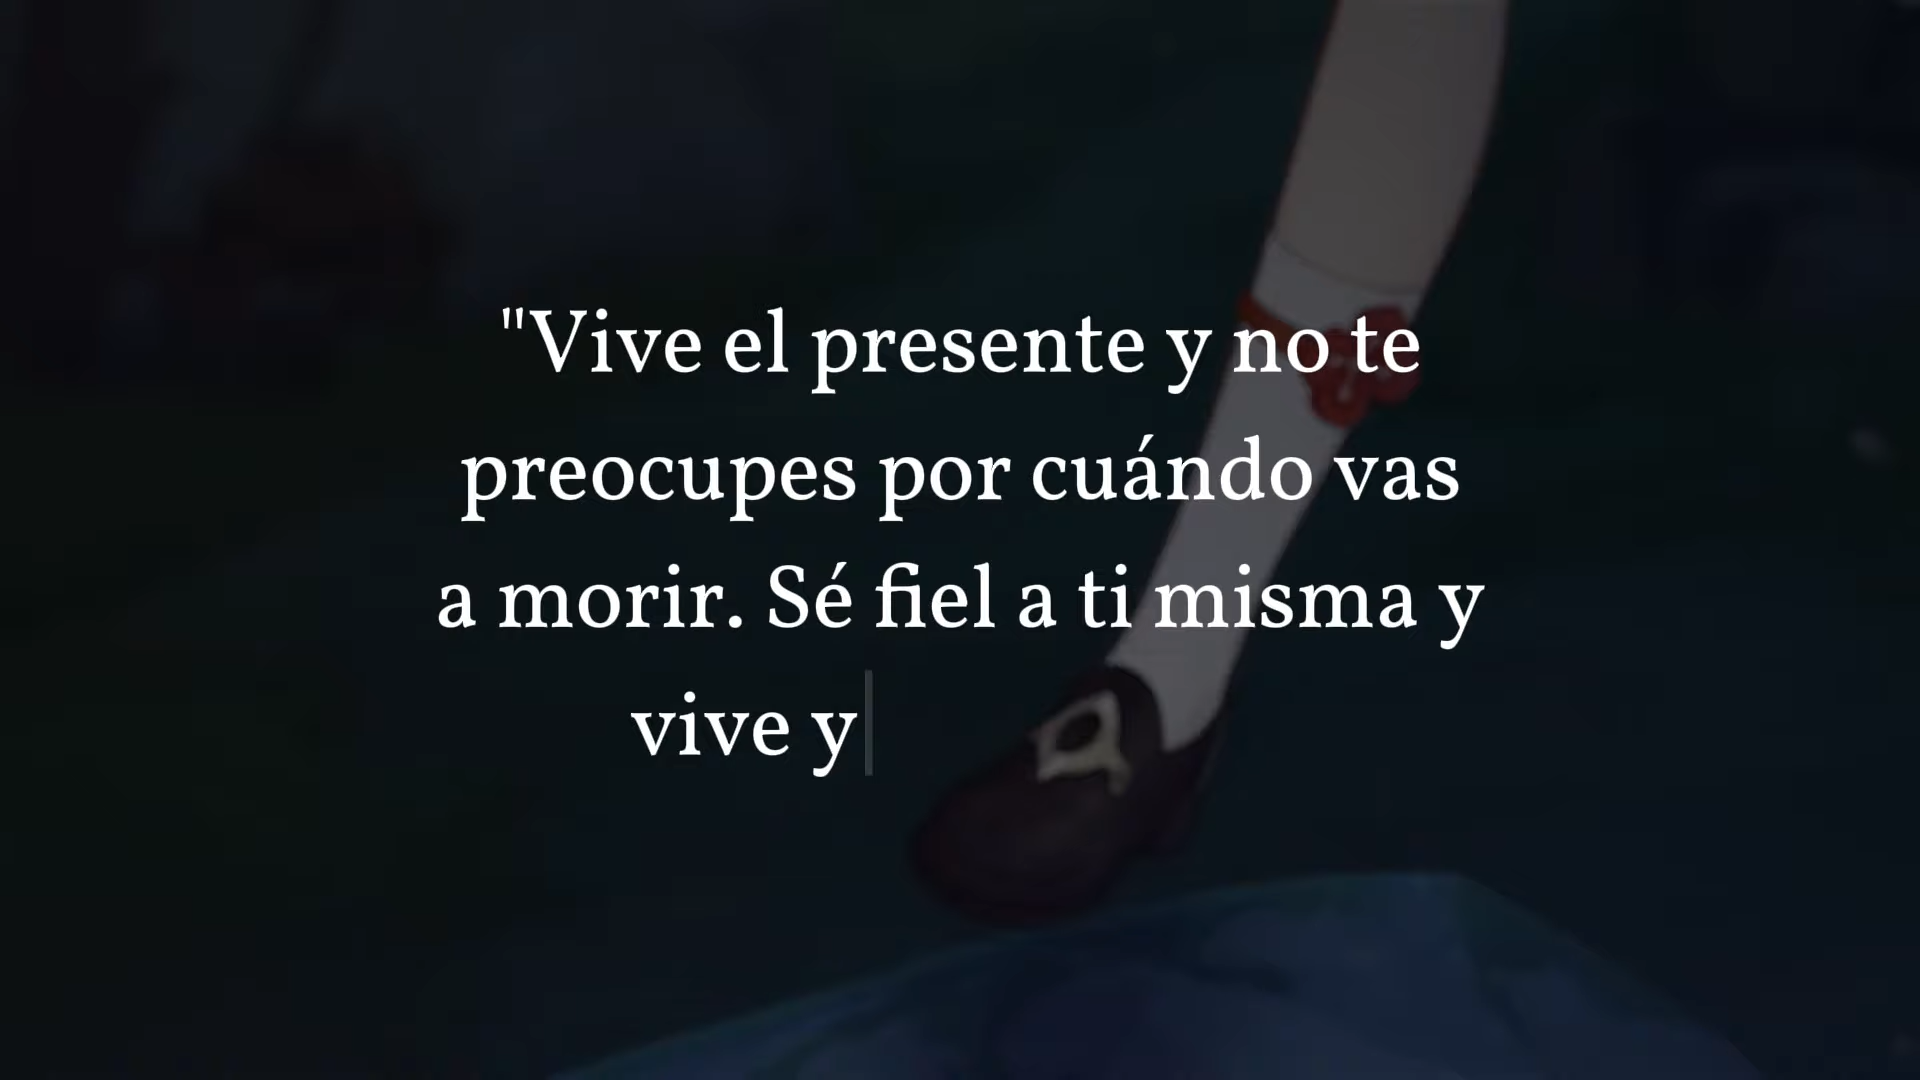 "Vive el presente y no te
preocupes por cuándo vas
a morir. Sé fiel a ti misma y
vive y